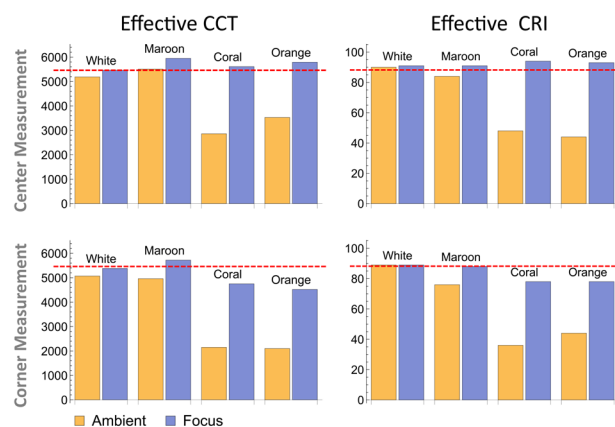 Effective CCT
Effective CRI
Center Measurement
6000
5000
4000
3000
2000
1000
0
White
Maroon
Coral
Orange
100
80
60
40
20
0
White
Maroon
Coral
Orange
Corner Measurement
6000
5000
4000
3000
2000
1000
0
White
Maroon
Coral
Orange
100
80
60
40
20
0
White
Maroon
Coral
Orange
Ambient
Focus